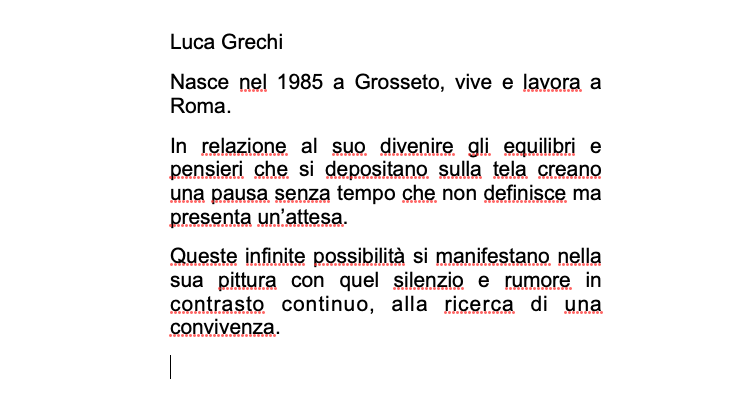 Luca Grechi
Nasce nel 1985 a Grosseto, vive e lavora a
Roma.
In relazione al suo divenire gli equilibri e
pensieri che si depositano sulla tela creano
una pausa senza tempo che non definisce ma
presenta un’attesa.
Queste infinite possibilità si manifestano nella
sua pittura con quel silenzio e rumore in
contrasto continuo, alla ricerca di una
convivenza.